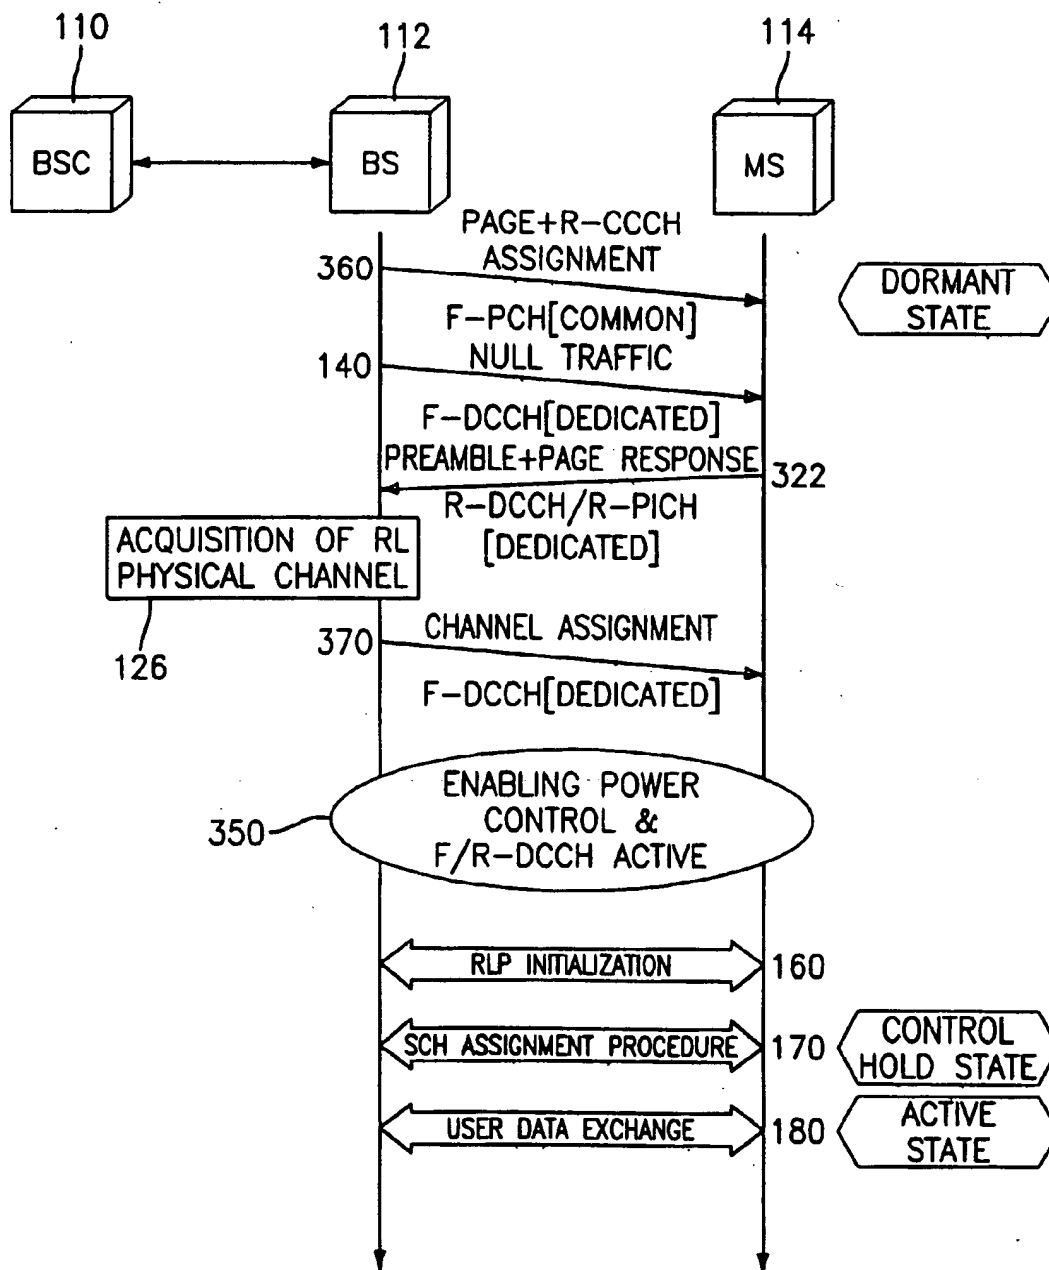 110
112
114
BSC
BS
MS
PAGE+R-CCCH
ASSIGNMENT
360
DORMANT
STATE
F-PCH[COMMON]
NULL TRAFFIC
140
F-DCCH[DEDICATED]
PREAMBLE+PAGE RESPONSE
322
R-DCCH/R-PICH
[DEDICATED]
ACQUISITION OF RL
PHYSICAL CHANNEL
126
370
CHANNEL ASSIGNMENT
F-DCCH[DEDICATED]
ENABLING POWER
CONTROL &
F/R-DCCH ACTIVE
350
RLP INITIALIZATION
160
SCH ASSIGNMENT PROCEDURE
170
CONTROL
HOLD STATE
USER DATA EXCHANGE
180
ACTIVE
STATE